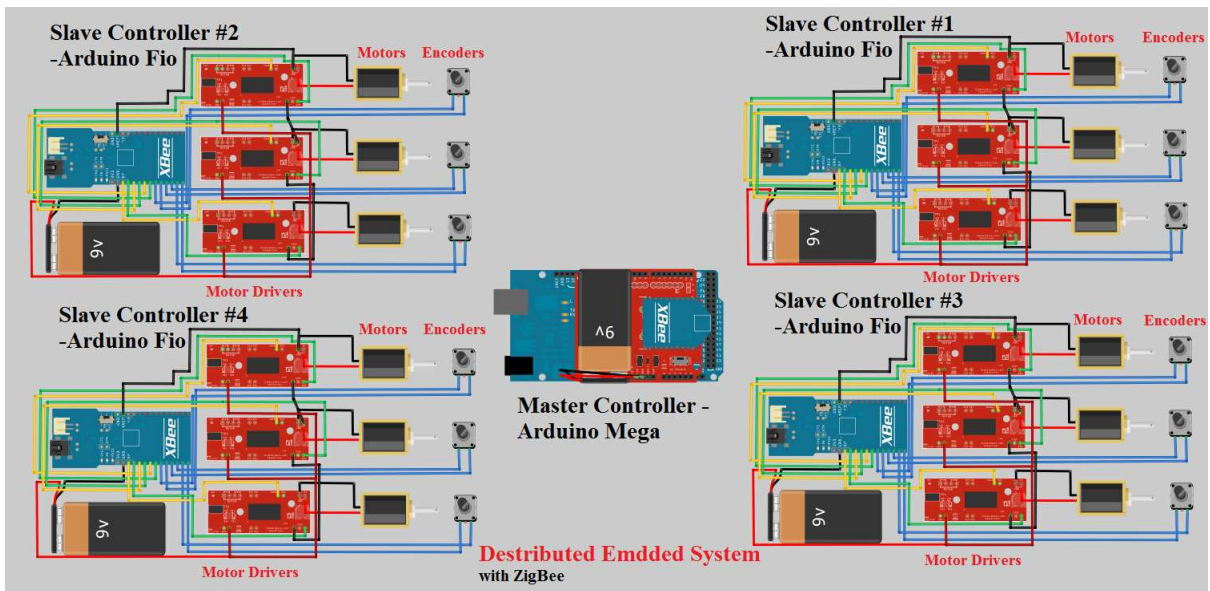 Slave Controller #2
-Arduino Fio
Motors
Encoders
XBee
9v
Motor Drivers
Slave Controller #1
-Arduino Fio
Motors
Encoders
XBee
9v
Motor Drivers
XBee
9v
Master Controller -
Arduino Mega
Slave Controller #4
-Arduino Fio
Motors
Encoders
XBee
9v
Motor Drivers
Slave Controller #3
-Arduino Fio
Motors
Encoders
XBee
9v
Motor Drivers
Destributed Emdded System
with ZigBee